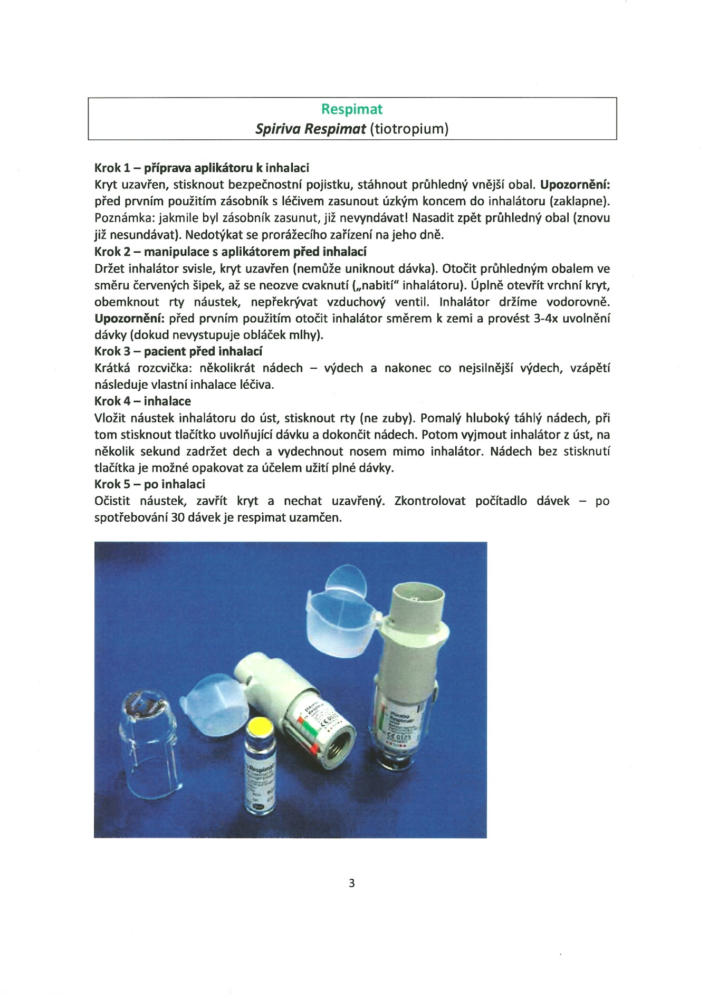 Respimat
Spiriva Respimat (tiotropium)
Krok 1 – příprava aplikátoru k inhalaci
Kryt uzavřen, stisknout bezpečnostní pojistku, stáhnout průhledný vnější obal. Upozornění:
před prvním použitím zásobník s léčivem zasunout úzkým koncem do inhalátoru (zaklapne).
Poznámka: jakmile byl zásobník zasunut, již nevyndávat! Nasadit zpět průhledný obal (znovu
již nesundávat). Nedotýkat se prorážecího zařízení na jeho dně.
Krok 2 – manipulace s aplikátorem před inhalací
Držet inhalátor svisle, kryt uzavřen (nemůže uniknout dávka). Otočit průhledným obalem ve
směru červených šipek, až se neozve cvaknutí („nabití“ inhalátoru). Úplně otevřít vrchní kryt,
obemknout rty náustek, nepřekrývat vzduchový ventil. Inhalátor držíme vodorovně.
Upozornění: před prvním použitím otočit inhalátor směrem k zemi a provést 3-4x uvolnění
dávky (dokud nevystupuje obláček mlhy).
Krok 3 – pacient před inhalací
Krátká rozcvička: několikrát nádech – výdech a nakonec co nejsilnější výdech, vzápětí
následuje vlastní inhalace léčiva.
Krok 4 – inhalace
Vložit náustek inhalátoru do úst, stisknout rty (ne zuby). Pomalý hluboký táhlý nádech, při
tom stisknout tlačítko uvolňující dávku a dokončit nádech. Potom vyjmout inhalátor z úst, na
několik sekund zadržet dech a vydechnout nosem mimo inhalátor. Nádech bez stisknutí
tlačítka je možné opakovat za účelem užití plné dávky.
Krok 5 – po inhalaci
Očistit náustek, zavřít kryt a nechat uzavřený. Zkontrolovat počítadlo dávek – po
spotřebování 30 dávek je respimat uzamčen.
Placebo
Respimat
CE 0123
Placebo
Respimat
CE 0123
Respimat
3